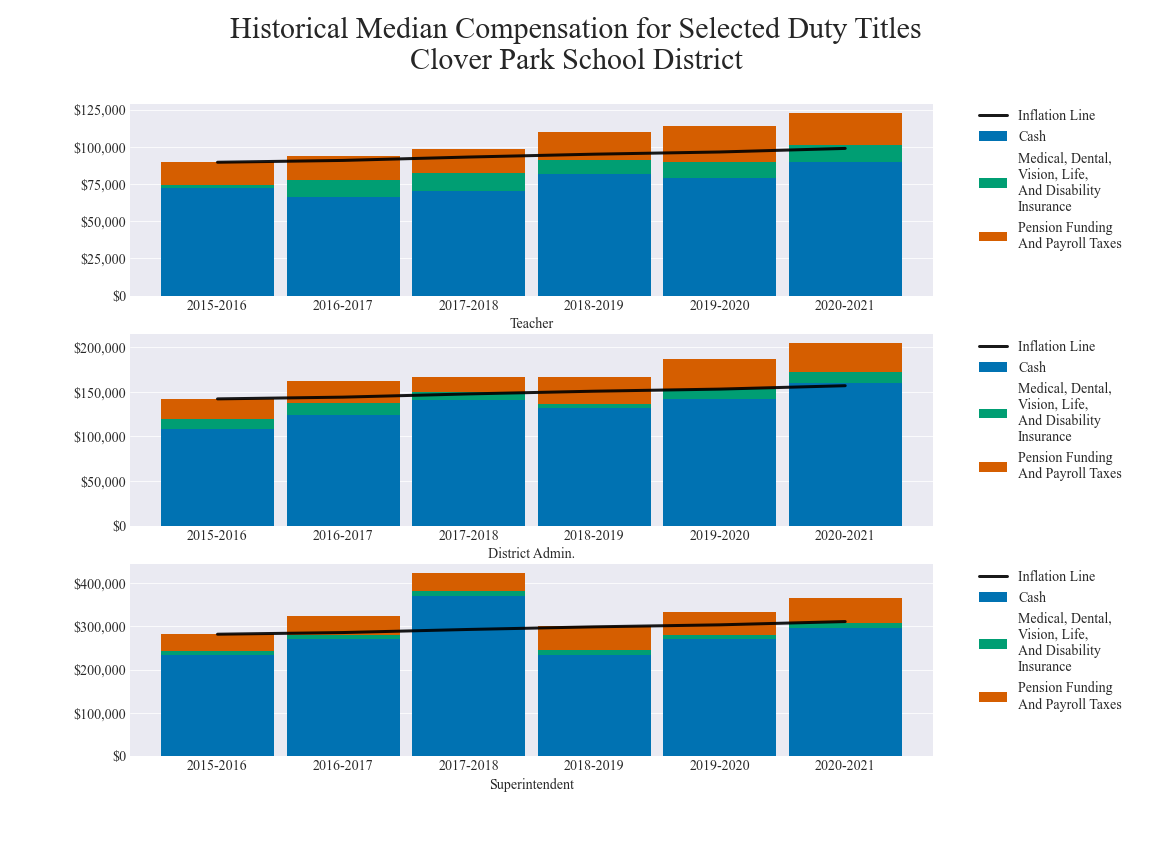 Historical Median Compensation for Selected Duty Titles
Clover Park School District
$125,000
$100,000
$75,000
$50,000
$25,000
$0
2015-2016 2016-2017 2017-2018 2018-2019 2019-2020 2020-2021
Teacher
Inflation Line
Cash
Medical, Dental,
Vision, Life,
And Disability
Insurance
Pension Funding
And Payroll Taxes
$200,000
$150,000
$100,000
$50,000
$0
2015-2016 2016-2017 2017-2018 2018-2019 2019-2020 2020-2021
District Admin.
Inflation Line
Cash
Medical, Dental,
Vision, Life,
And Disability
Insurance
Pension Funding
And Payroll Taxes
$400,000
$300,000
$200,000
$100,000
$0
2015-2016 2016-2017 2017-2018 2018-2019 2019-2020 2020-2021
Superintendent
Inflation Line
Cash
Medical, Dental,
Vision, Life,
And Disability
Insurance
Pension Funding
And Payroll Taxes